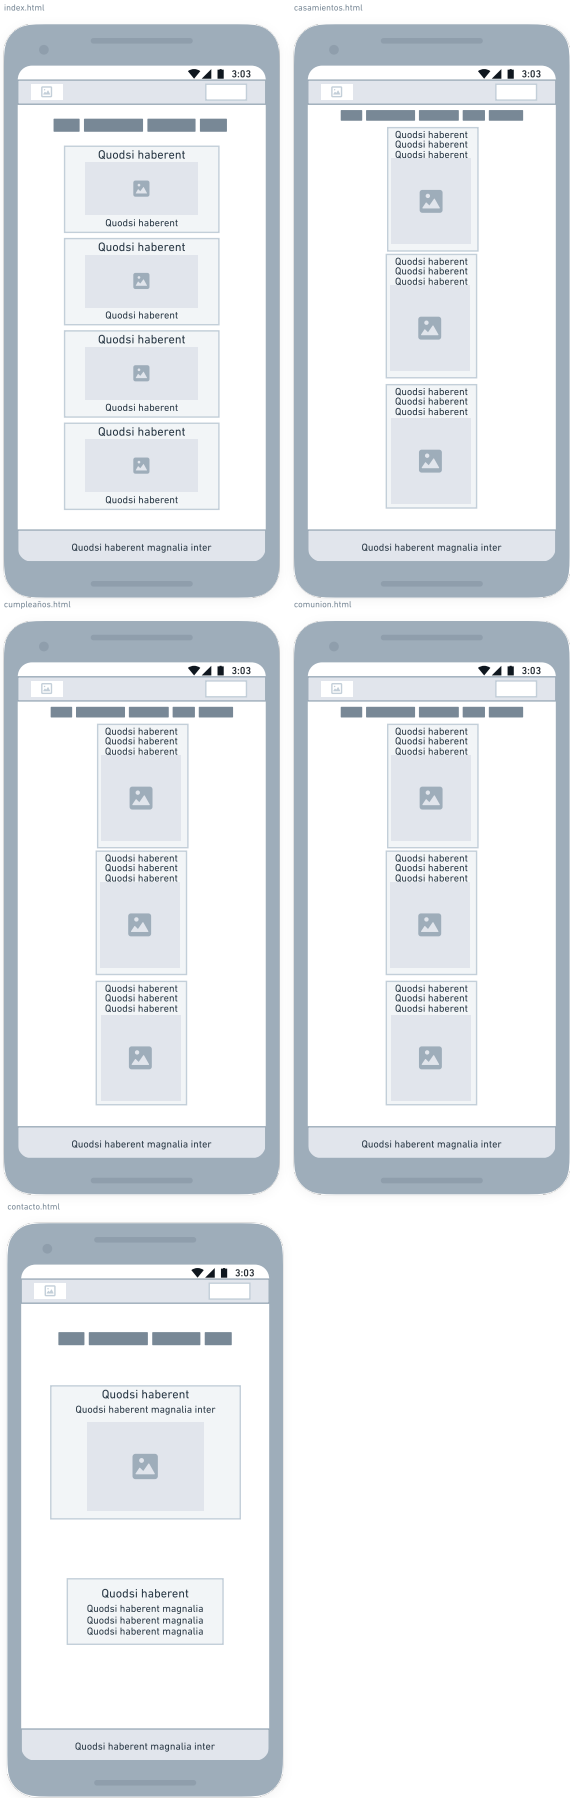 index.html
3:03
Quodsi haberent
Quodsi haberent
Quodsi haberent
Quodsi haberent
Quodsi haberent
Quodsi haberent
Quodsi haberent
Quodsi haberent
Quodsi haberent magnalia inter
casamientos.html
3:03
Quodsi haberent
Quodsi haberent
Quodsi haberent
Quodsi haberent
Quodsi haberent
Quodsi haberent
Quodsi haberent
Quodsi haberent
Quodsi haberent
Quodsi haberent magnalia inter
cumpleaños.html
3:03
Quodsi haberent
Quodsi haberent
Quodsi haberent
Quodsi haberent
Quodsi haberent
Quodsi haberent
Quodsi haberent
Quodsi haberent
Quodsi haberent
Quodsi haberent magnalia inter
comunion.html
3:03
Quodsi haberent
Quodsi haberent
Quodsi haberent
Quodsi haberent
Quodsi haberent
Quodsi haberent
Quodsi haberent
Quodsi haberent
Quodsi haberent
Quodsi haberent magnalia inter
contacto.html
3:03
Quodsi haberent
Quodsi haberent magnalia inter
Quodsi haberent
Quodsi haberent magnalia
Quodsi haberent magnalia
Quodsi haberent magnalia
Quodsi haberent magnalia inter